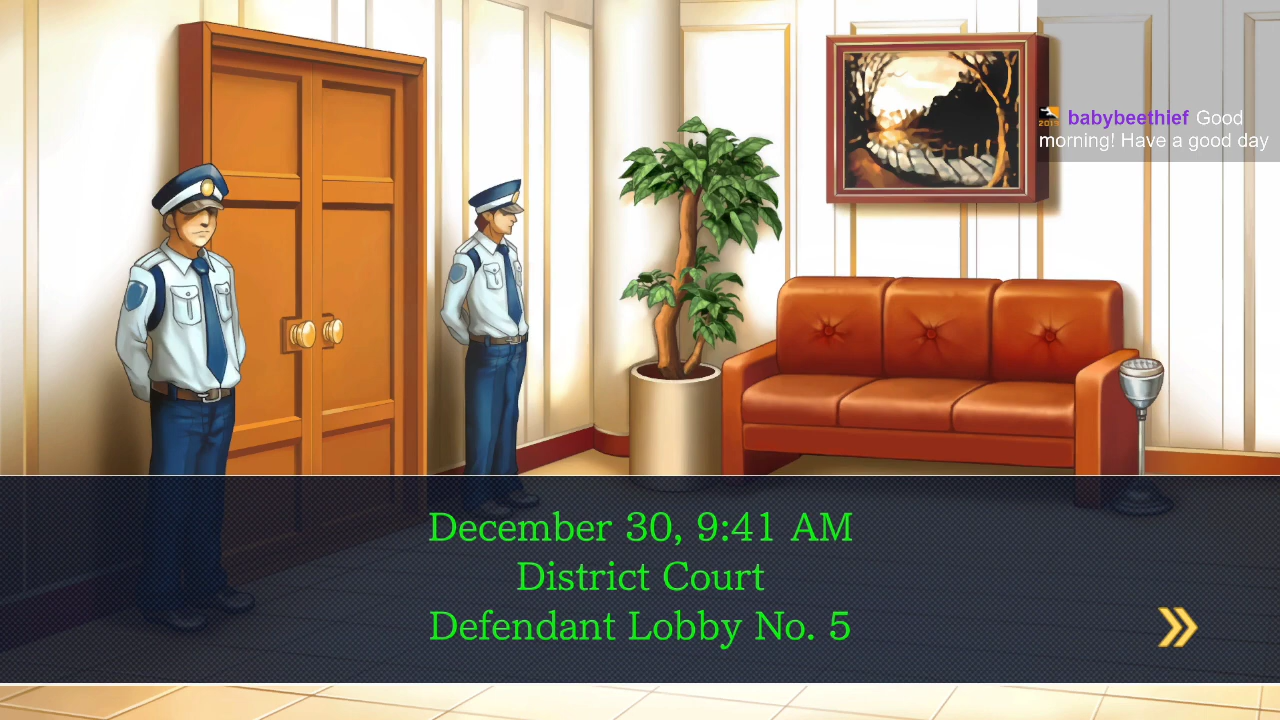 babybeethief Good
morning! Have a good day
December 30, 9:41 AM
District Court
Defendant Lobby No. 5